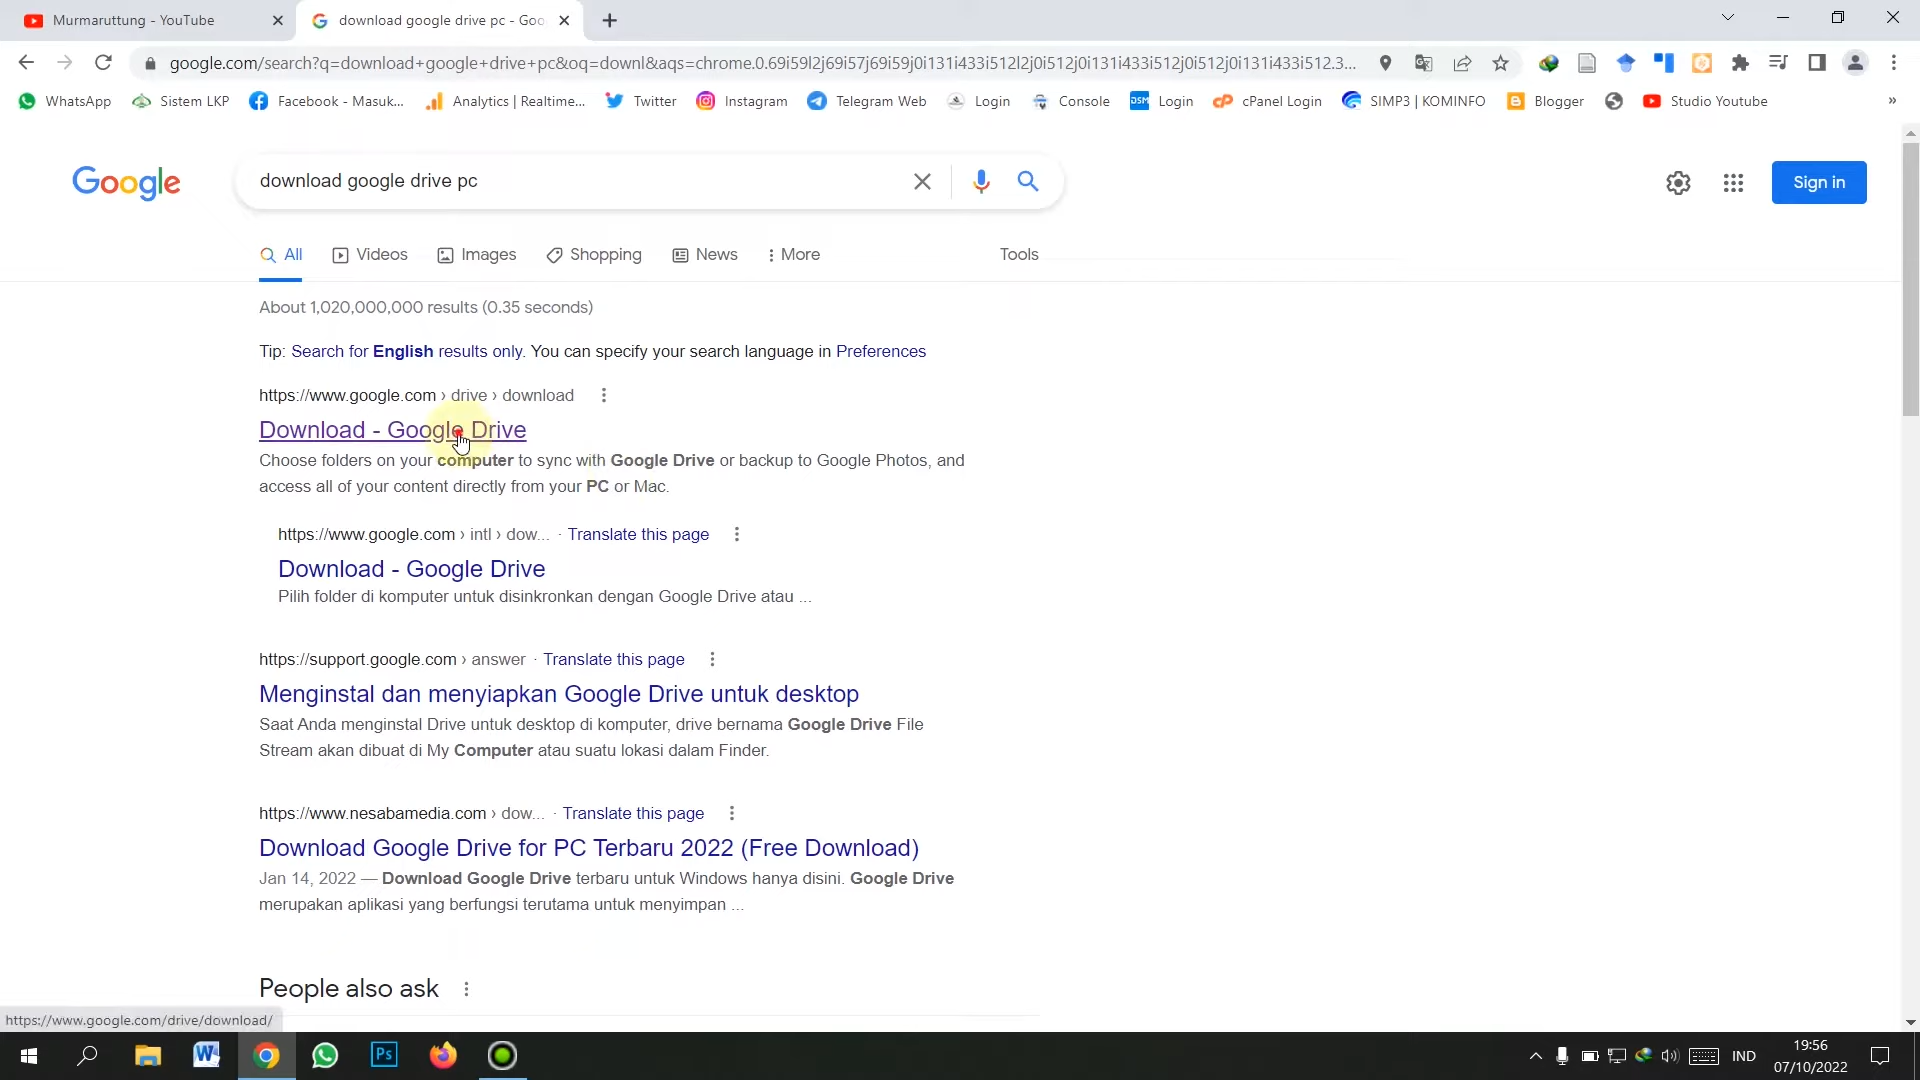 Murmaruttung - YouTube
download google drive pc - Goo
google.com/search?q=download+google+drive+pc&oq=downl&aqs=chrome.0.69i59l2j69i57j69i59j0i131i433i512l2j0i512j0i131i433i512j0i512j0i131i433i512.3...
WhatsApp
Sistem LKP
Facebook - Masuk...
Analytics | Realtime...
Twitter
Instagram
Telegram Web
Login
Console
DSM Login
cPanel Login
SIMP3 | KOMINFO
Blogger
Studio Youtube
»
Google
download google drive pc
Sign in
All
Videos
Images
Shopping
News
More
Tools
About 1,020,000,000 results (0.35 seconds)
Tip: Search for English results only. You can specify your search language in Preferences
https://www.google.com › drive › download
Download - Google Drive
Choose folders on your computer to sync with Google Drive or backup to Google Photos, and
access all of your content directly from your PC or Mac.
https://www.google.com › intl › dow... · Translate this page
Download - Google Drive
Pilih folder di komputer untuk disinkronkan dengan Google Drive atau ...
https://support.google.com › answer · Translate this page
Menginstal dan menyiapkan Google Drive untuk desktop
Saat Anda menginstal Drive untuk desktop di komputer, drive bernama Google Drive File
Stream akan dibuat di My Computer atau suatu lokasi dalam Finder.
https://www.nesabamedia.com › dow... · Translate this page
Download Google Drive for PC Terbaru 2022 (Free Download)
Jan 14, 2022 — Download Google Drive terbaru untuk Windows hanya disini. Google Drive
merupakan aplikasi yang berfungsi terutama untuk menyimpan ...
People also ask
https://www.google.com/drive/download/
W
Ps
IND
19:56
07/10/2022